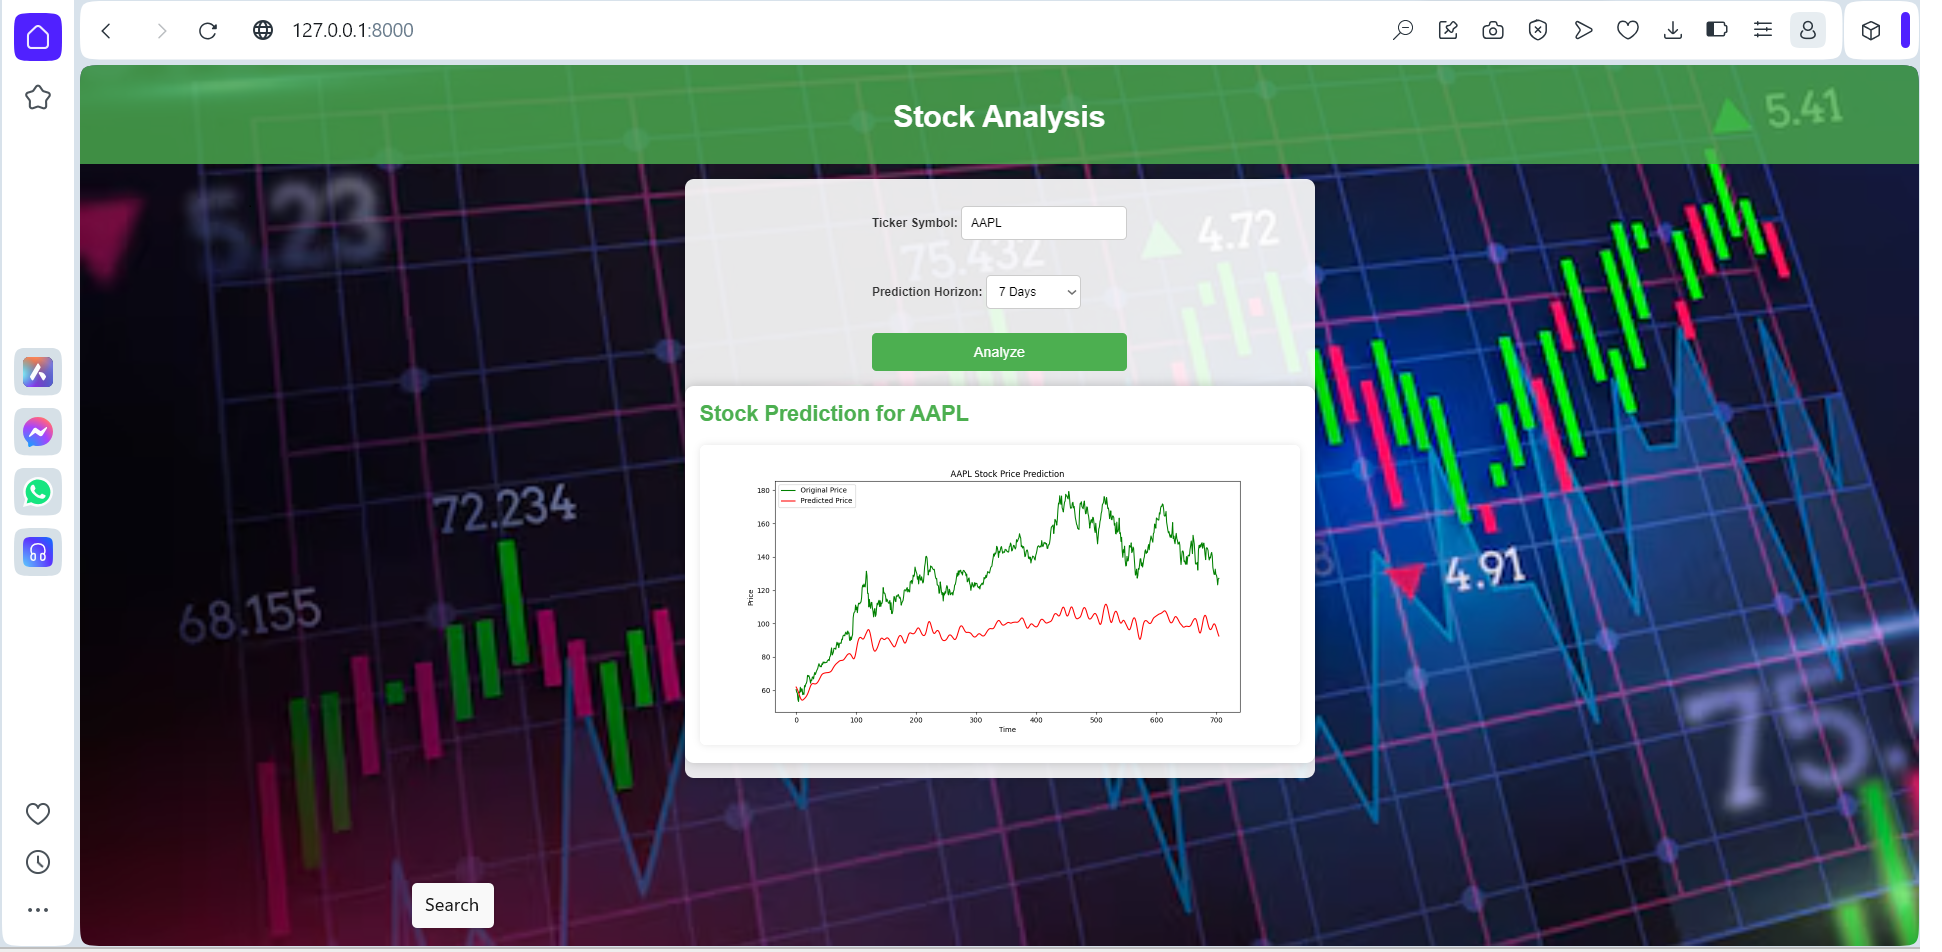 127.0.0.1:8000
Stock Analysis
5.41
5.23
Ticker Symbol: AAPL
4.72
75.432
Prediction Horizon: 7 Days
Analyze
Stock Prediction for AAPL
AAPL Stock Price Prediction
Original Price
Predicted Price
180
160
140
120
100
80
60
Price
0 100 200 300 400 500 600 700
Time
72.234
4.91
68.155
75.
Search